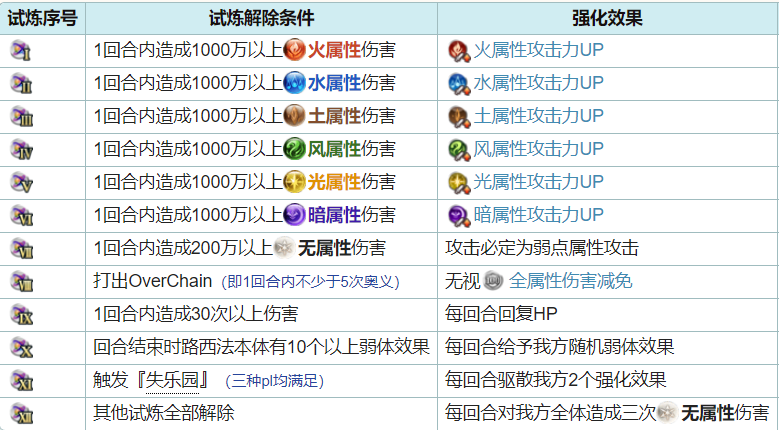 试炼序号 试炼解除条件 强化效果
I 1回合内造成1000万以上火属性伤害 火属性攻击力UP
II 1回合内造成1000万以上水属性伤害 水属性攻击力UP
III 1回合内造成1000万以上土属性伤害 土属性攻击力UP
IV 1回合内造成1000万以上风属性伤害 风属性攻击力UP
V 1回合内造成1000万以上光属性伤害 光属性攻击力UP
VI 1回合内造成1000万以上暗属性伤害 暗属性攻击力UP
VII 1回合内造成200万以上无属性伤害 攻击必定为弱点属性攻击
VIII 打出OverChain（即1回合内不少于5次奥义） 无视全属性伤害减免
IX 1回合内造成30次以上伤害 每回合回复HP
X 回合结束时路西法本体有10个以上弱体效果 每回合给予我方随机弱体效果
XI 触发『失乐园』（三种pl均满足） 每回合驱散我方2个强化效果
XII 其他试炼全部解除 每回合对我方全体造成三次无属性伤害